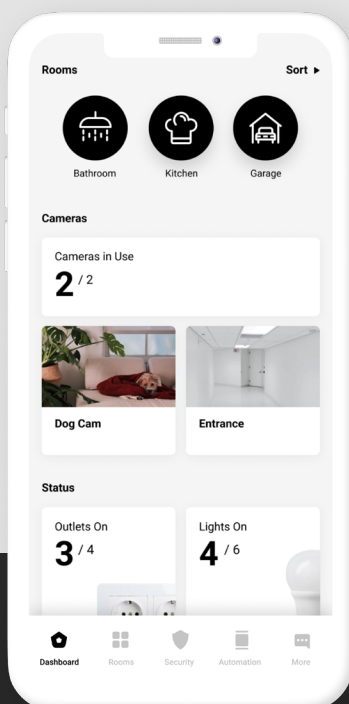 Rooms Sort ▶
Bathroom Kitchen Garage
Cameras
Cameras in Use
2 / 2
Dog Cam Entrance
Status
Outlets On Lights On
3 / 4 4 / 6
Dashboard Rooms Security Automation More